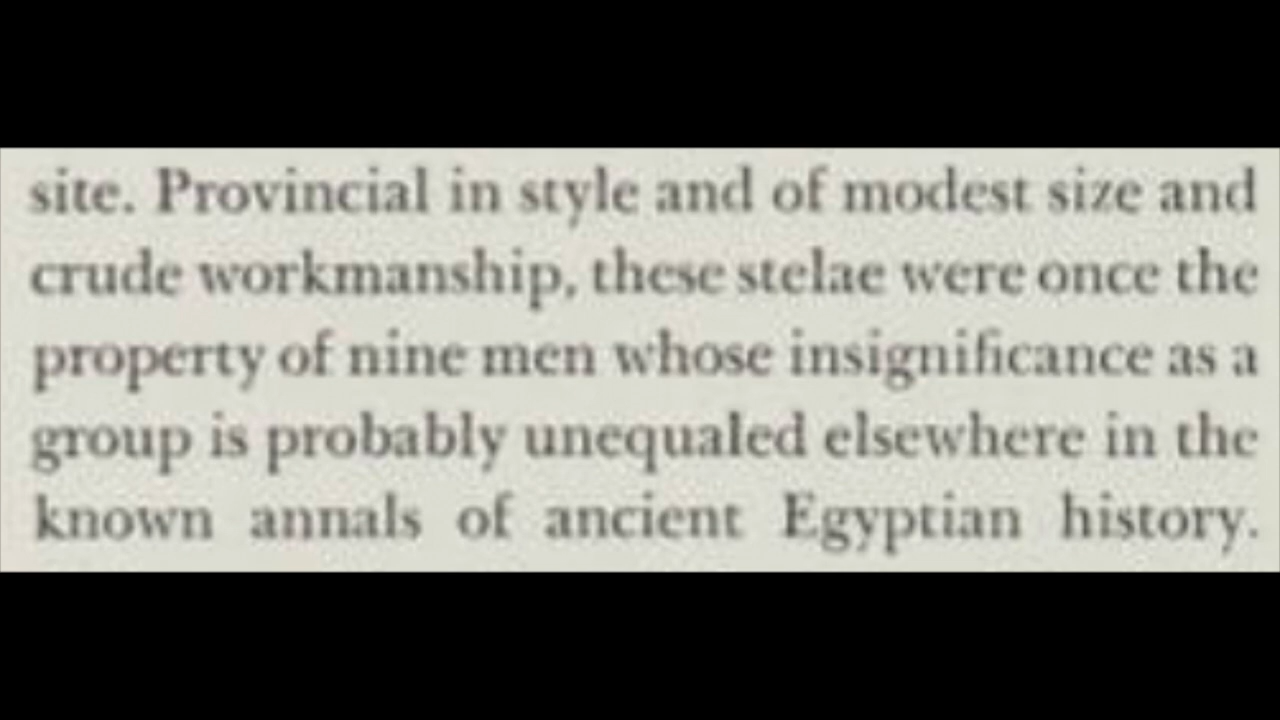 site. Provincial in style and of modest size and
crude workmanship, these stelae were once the
property of nine men whose insignificance as a
group is probably unequaled elsewhere in the
known annals of ancient Egyptian history.